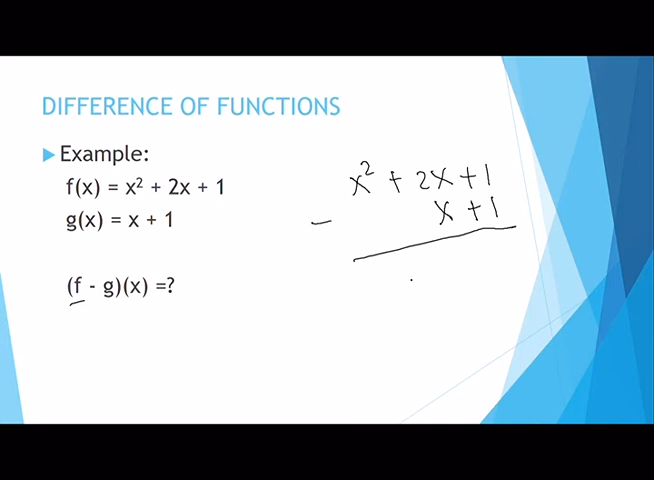 DIFFERENCE OF FUNCTIONS
Example:
f(x) = x² + 2x + 1
g(x) = x + 1
(f - g)(x) =?
x² + 2x + 1
− x + 1